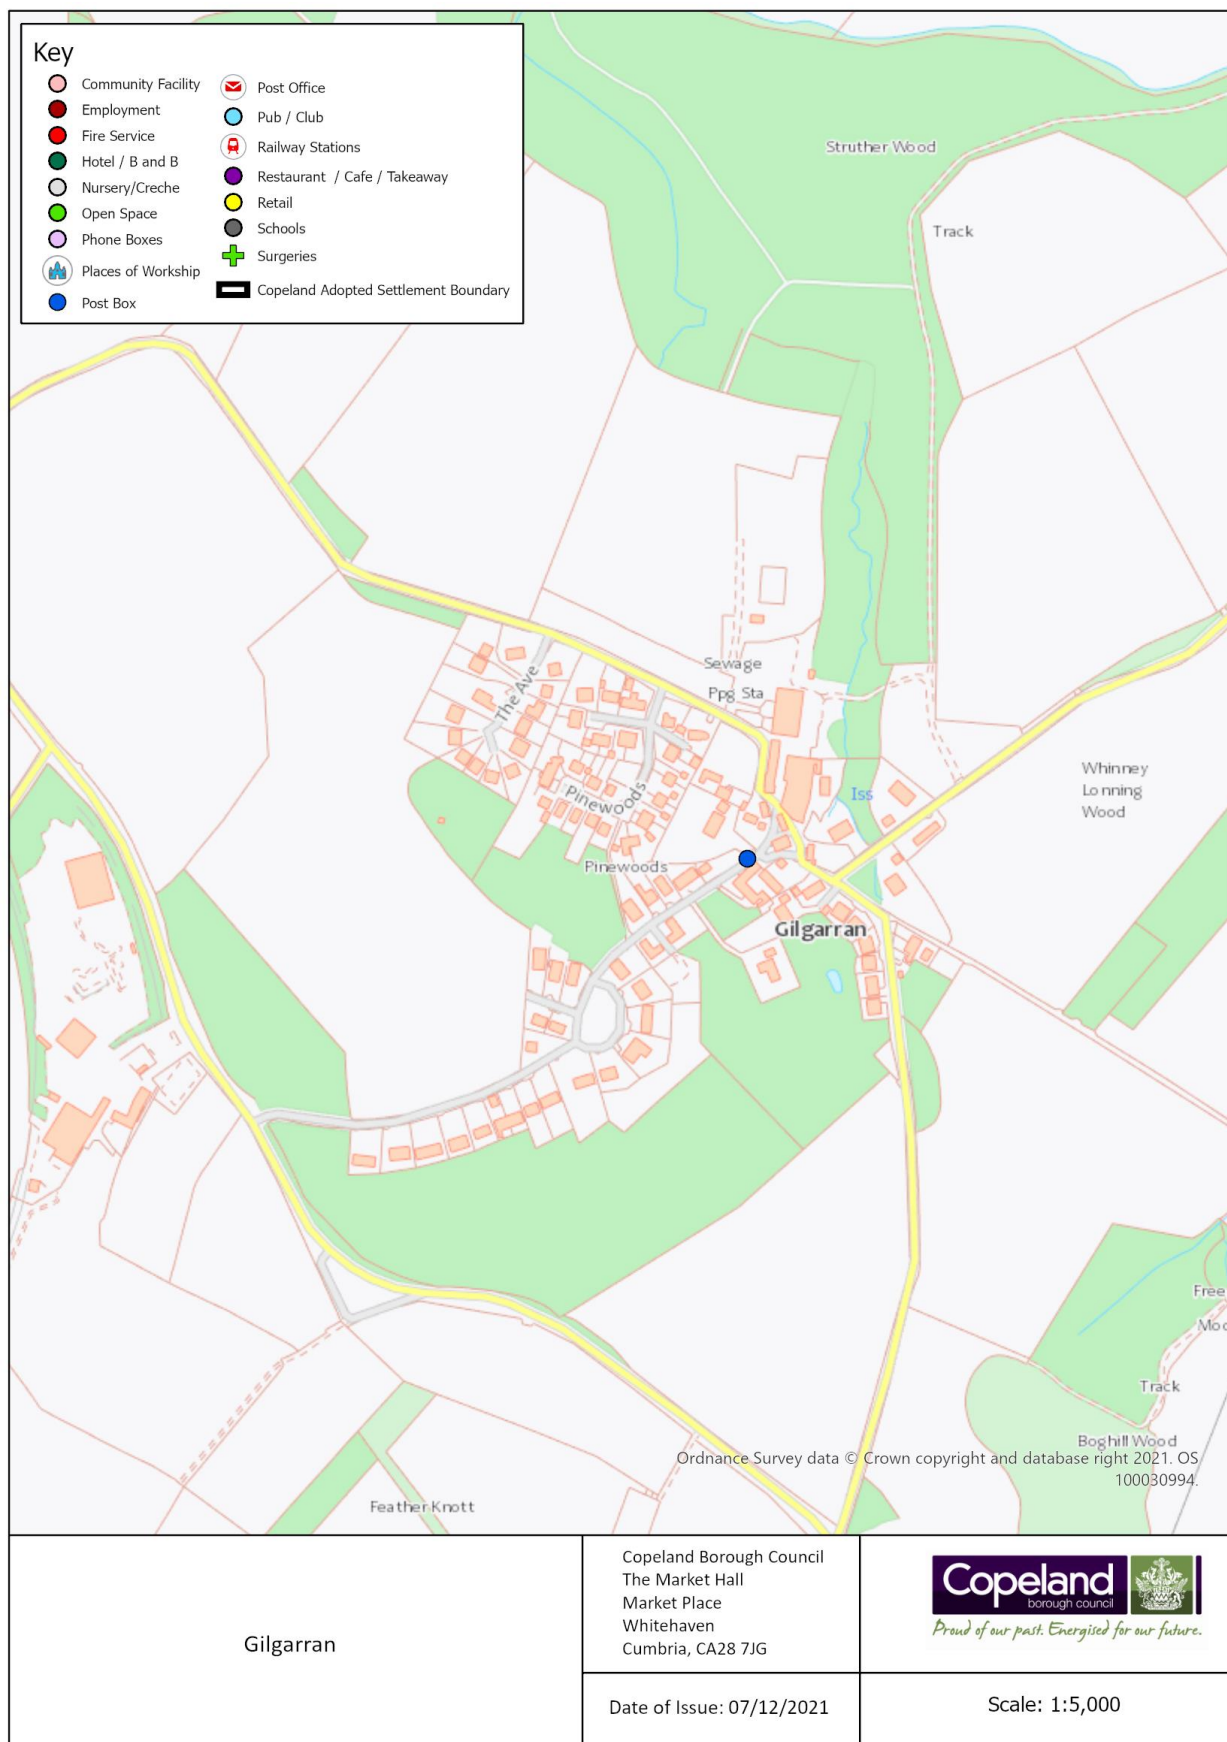 Key
Community Facility
Employment
Fire Service
Hotel / B and B
Nursery/Creche
Open Space
Phone Boxes
Places of Workship
Post Box
Post Office
Pub / Club
Railway Stations
Restaurant / Cafe / Takeaway
Retail
Schools
Surgeries
Copeland Adopted Settlement Boundary
Struther Wood
Track
Sewage
Ppg Sta
The Ave
Pinewoods
Pinewoods
Iss
Whinney
Lonning
Wood
Gilgarran
Free
Moo
Track
Boghill Wood
Ordnance Survey data © Crown copyright and database right 2021. OS
100030994.
Feather Knott
Gilgarran
Copeland Borough Council
The Market Hall
Market Place
Whitehaven
Cumbria, CA28 7JG
Date of Issue: 07/12/2021
Copeland
borough council
Proud of our past. Energised for our future.
Scale: 1:5,000